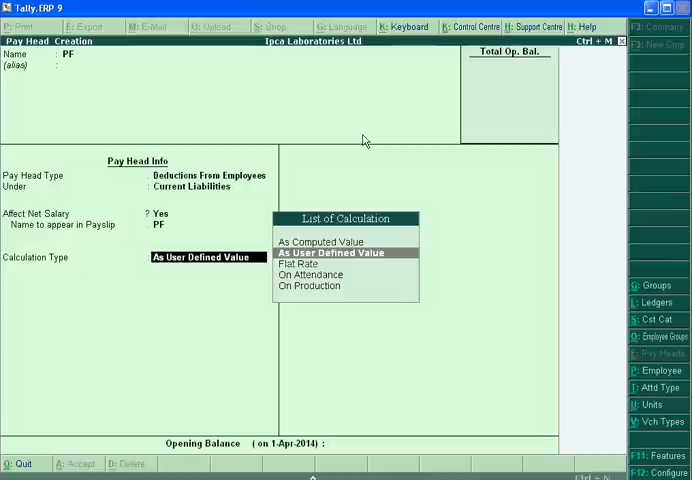 Tally.ERP 9
P: Print E: Export M: E-Mail O: Upload S: Shop G: Language K: Keyboard K: Control Centre H: Support Centre H: Help
F3: Company
Pay Head Creation Ipca Laboratories Ltd Ctrl + M
F3: New Cmp
Name : PF
(alias) :
Total Op. Bal.
Pay Head Info
Pay Head Type : Deductions From Employees
Under : Current Liabilities
Affect Net Salary ? Yes
Name to appear in Payslip : PF
Calculation Type : As User Defined Value
List of Calculation
As Computed Value
As User Defined Value
Flat Rate
On Attendance
On Production
G: Groups
L: Ledgers
S: Cst Cat
O: Employee Groups
E: Pay Heads
P: Employee
I: Attd Type
U: Units
V: Vch Types
F11: Features
F12: Configure
Opening Balance ( on 1-Apr-2014) :
Q: Quit A: Accept D: Delete
Ctrl + N